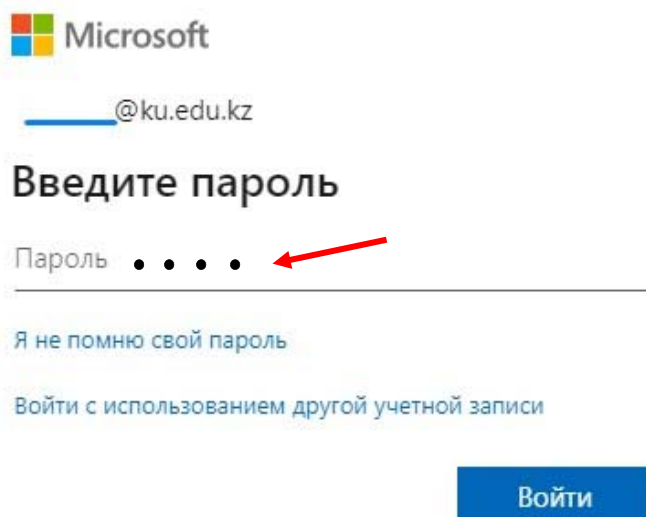 Microsoft
@ku.edu.kz
Введите пароль
Пароль
Я не помню свой пароль
Войти с использованием другой учетной записи
Войти